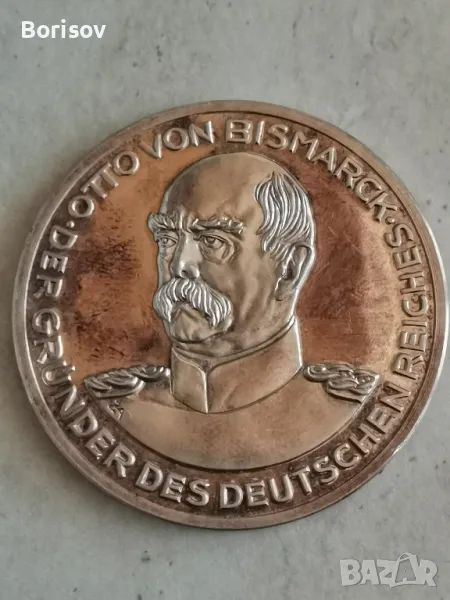 Borisov
OTTO VON BISMARCK·
DER GRÜNDER DES DEUTSCHEN REICHES·
BAZAR